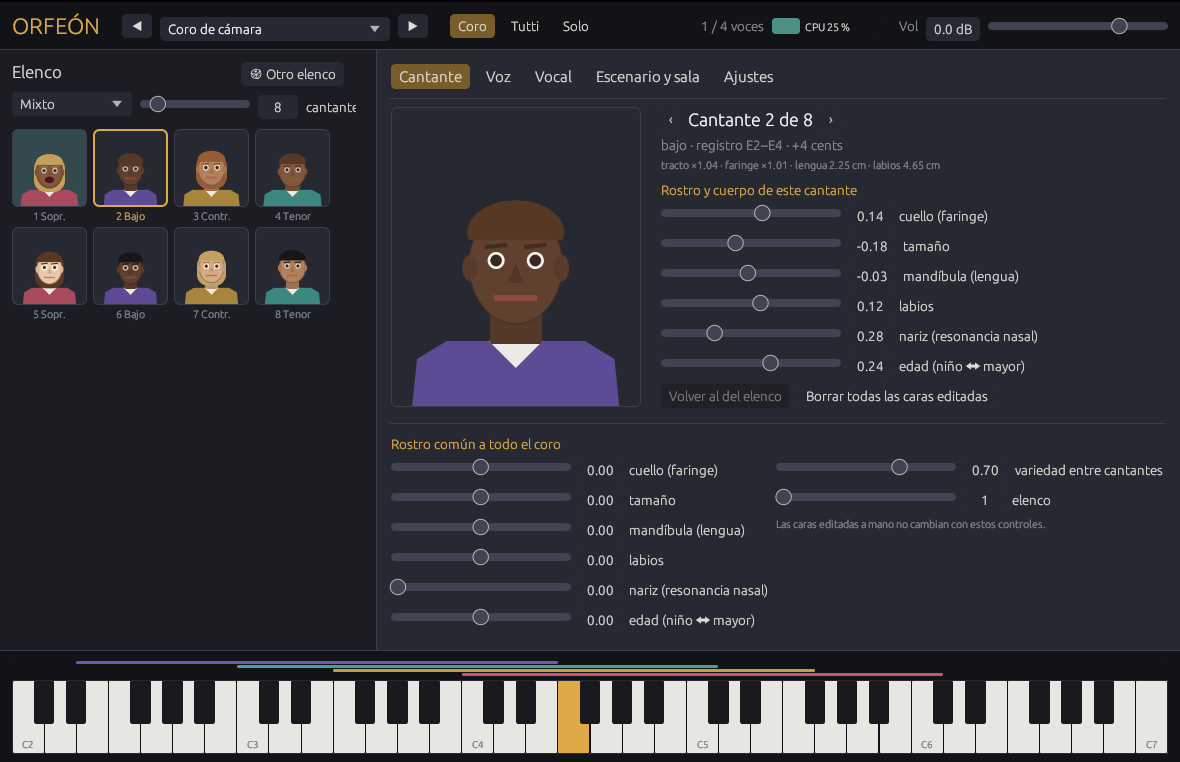 ORFEÓN ◀ Coro de cámara ▶ Coro Tutti Solo 1 / 4 voces CPU 25 % Vol 0.0 dB
Elenco Otro elenco
Mixto 8 cantante
1 Sopr. 2 Bajo 3 Contr. 4 Tenor
5 Sopr. 6 Bajo 7 Contr. 8 Tenor
Cantante Voz Vocal Escenario y sala Ajustes
‹ Cantante 2 de 8 ›
bajo · registro E2–E4 · +4 cents
tracto ×1.04 · faringe ×1.01 · lengua 2.25 cm · labios 4.65 cm
Rostro y cuerpo de este cantante
0.14 cuello (faringe)
-0.18 tamaño
-0.03 mandíbula (lengua)
0.12 labios
0.28 nariz (resonancia nasal)
0.24 edad (niño ⬌ mayor)
Volver al del elenco Borrar todas las caras editadas
Rostro común a todo el coro
0.00 cuello (faringe)
0.00 tamaño
0.00 mandíbula (lengua)
0.00 labios
0.00 nariz (resonancia nasal)
0.00 edad (niño ⬌ mayor)
0.70 variedad entre cantantes
1 elenco
Las caras editadas a mano no cambian con estos controles.
C2 C3 C4 C5 C6 C7